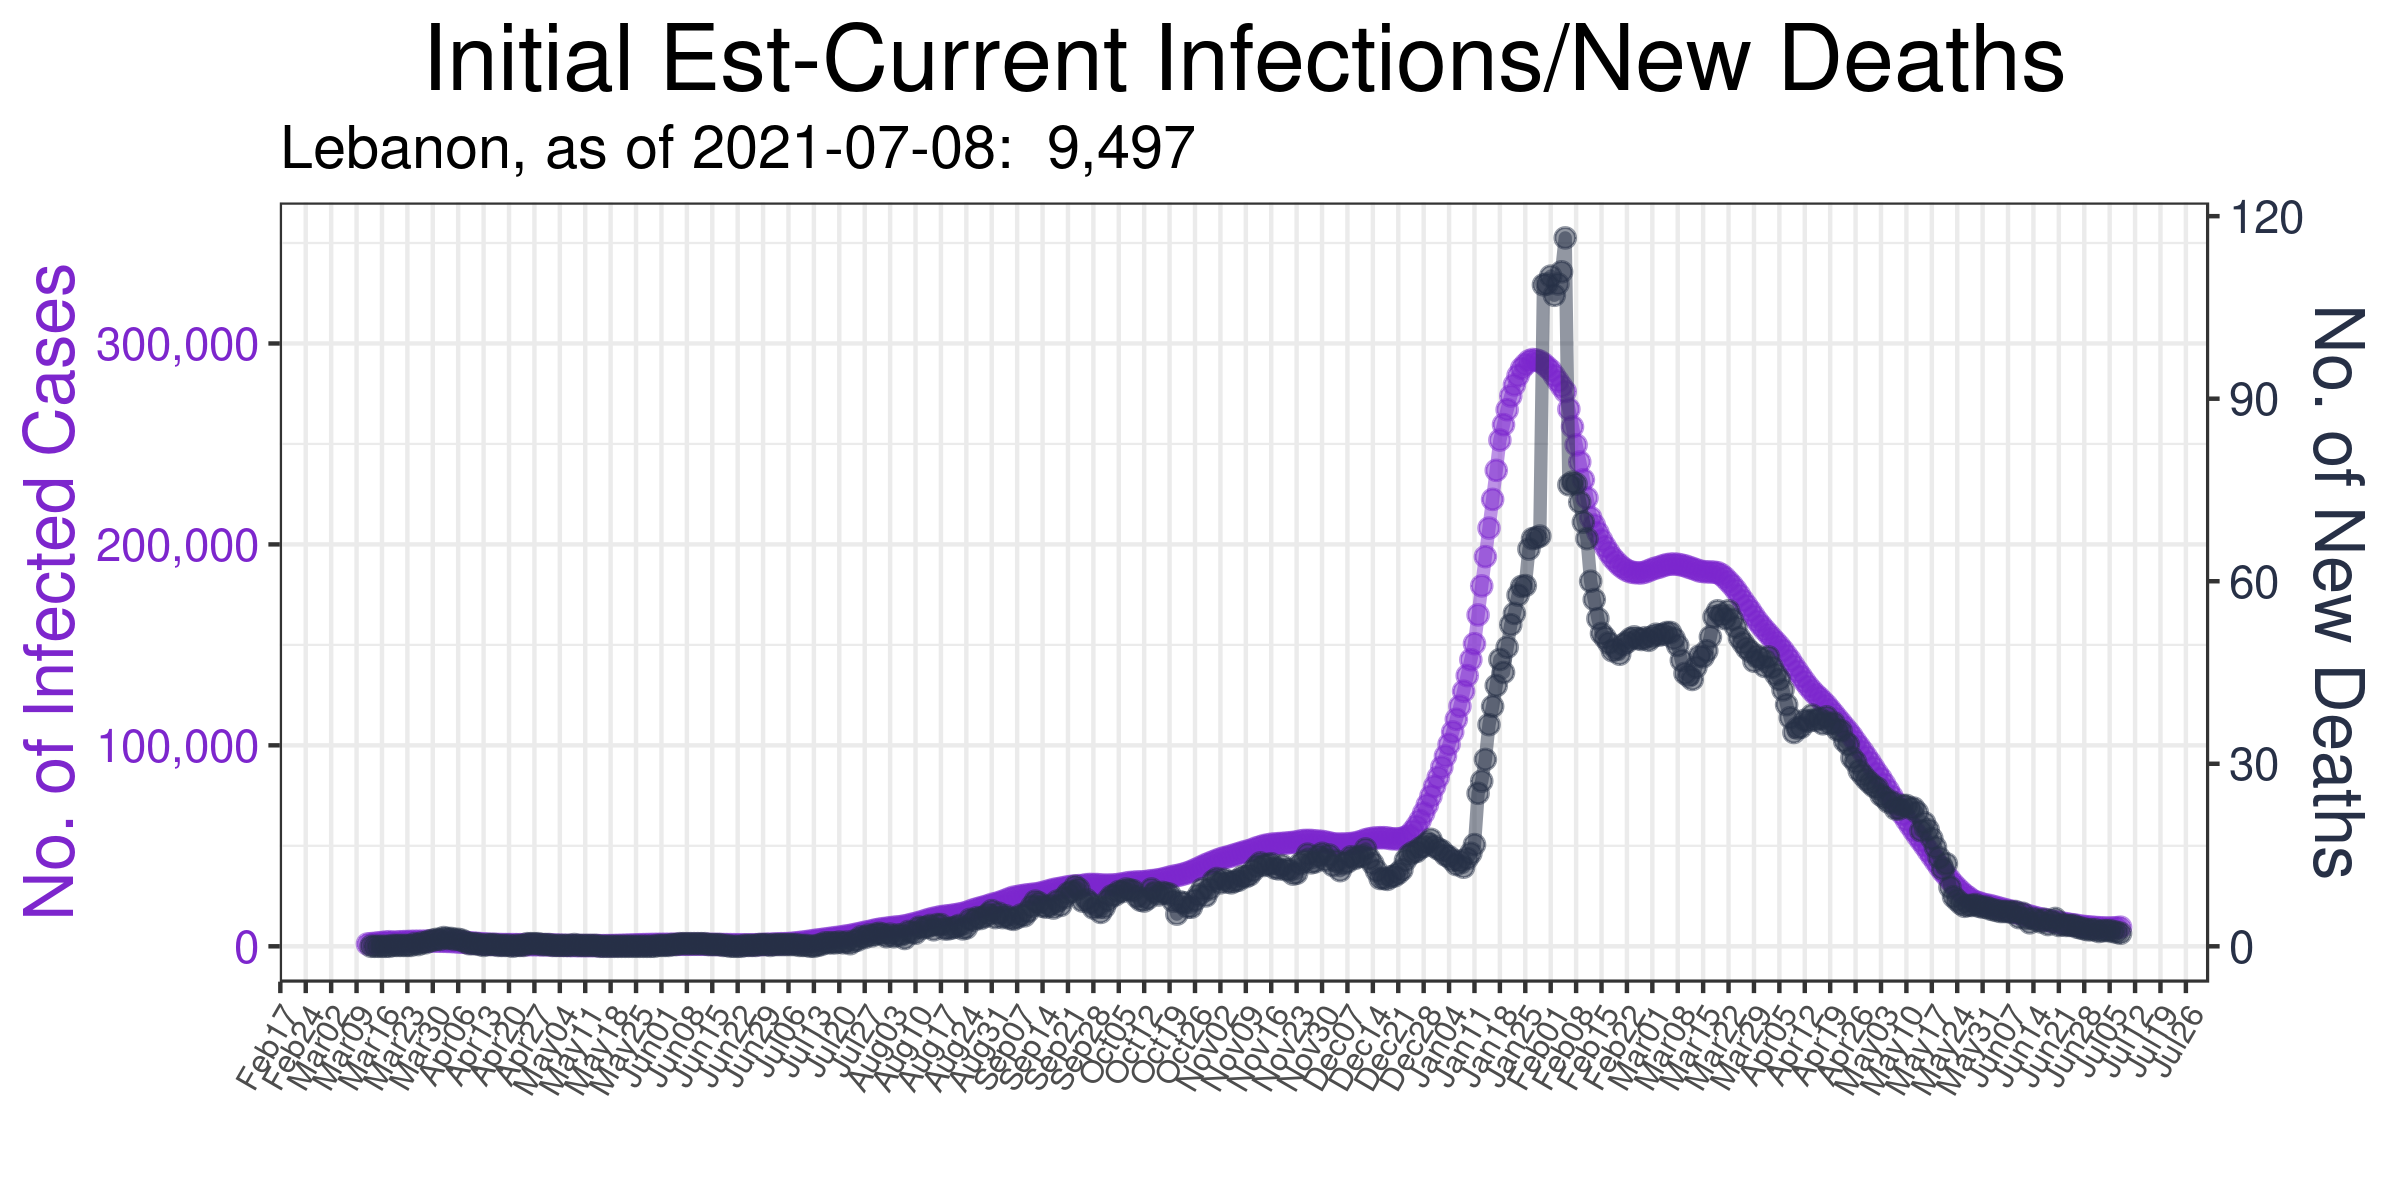 Initial Est-Current Infections/New Deaths
Lebanon, as of 2021-07-08: 9,497
No. of Infected Cases
300,000
200,000
100,000
0
120
90
60
30
0
No. of New Deaths
Feb17
Feb24
Mar02
Mar09
Mar16
Mar23
Mar30
Apr06
Apr13
Apr20
Apr27
May04
May11
May18
May25
Jun01
Jun08
Jun15
Jun22
Jun29
Jul06
Jul13
Jul20
Jul27
Aug03
Aug10
Aug17
Aug24
Aug31
Sep07
Sep14
Sep21
Sep28
Oct05
Oct12
Oct19
Oct26
Nov02
Nov09
Nov16
Nov23
Nov30
Dec07
Dec14
Dec21
Dec28
Jan04
Jan11
Jan18
Jan25
Feb01
Feb08
Feb15
Feb22
Mar01
Mar08
Mar15
Mar22
Mar29
Apr05
Apr12
Apr19
Apr26
May03
May10
May17
May24
May31
Jun07
Jun14
Jun21
Jun28
Jul05
Jul12
Jul19
Jul26